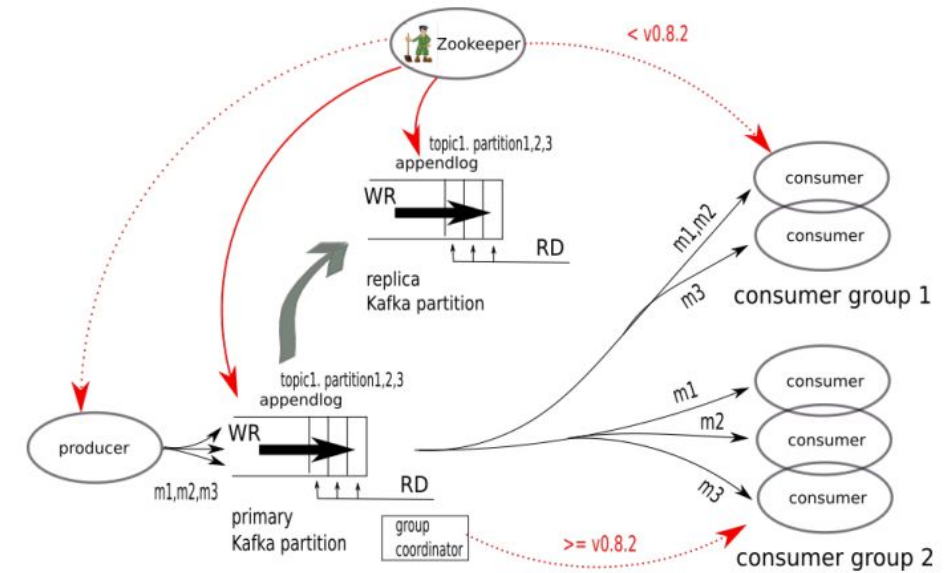 Zookeeper
< v0.8.2
topic1. partition1,2,3
appendlog
WR
RD
replica
Kafka partition
consumer
consumer
m1,m2
m3
consumer group 1
topic1. partition1,2,3
appendlog
WR
RD
producer
m1,m2,m3
primary
Kafka partition
group
coordinator
>= v0.8.2
m1
m2
m3
consumer
consumer
consumer
consumer group 2